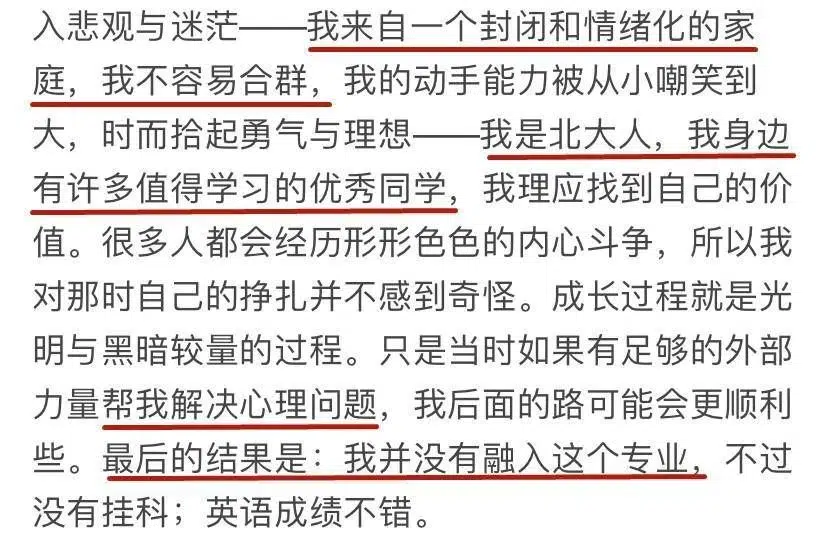 入悲观与迷茫——我来自一个封闭和情绪化的家
庭，我不容易合群，我的动手能力被从小嘲笑到
大，时而拾起勇气与理想——我是北大人，我身边
有许多值得学习的优秀同学，我理应找到自己的价
值。很多人都会经历形形色色的内心斗争，所以我
对那时自己的挣扎并不感到奇怪。成长过程就是光
明与黑暗较量的过程。只是当时如果有足够的外部
力量帮我解决心理问题，我后面的路可能会更顺利
些。最后的结果是：我并没有融入这个专业，不过
没有挂科；英语成绩不错。